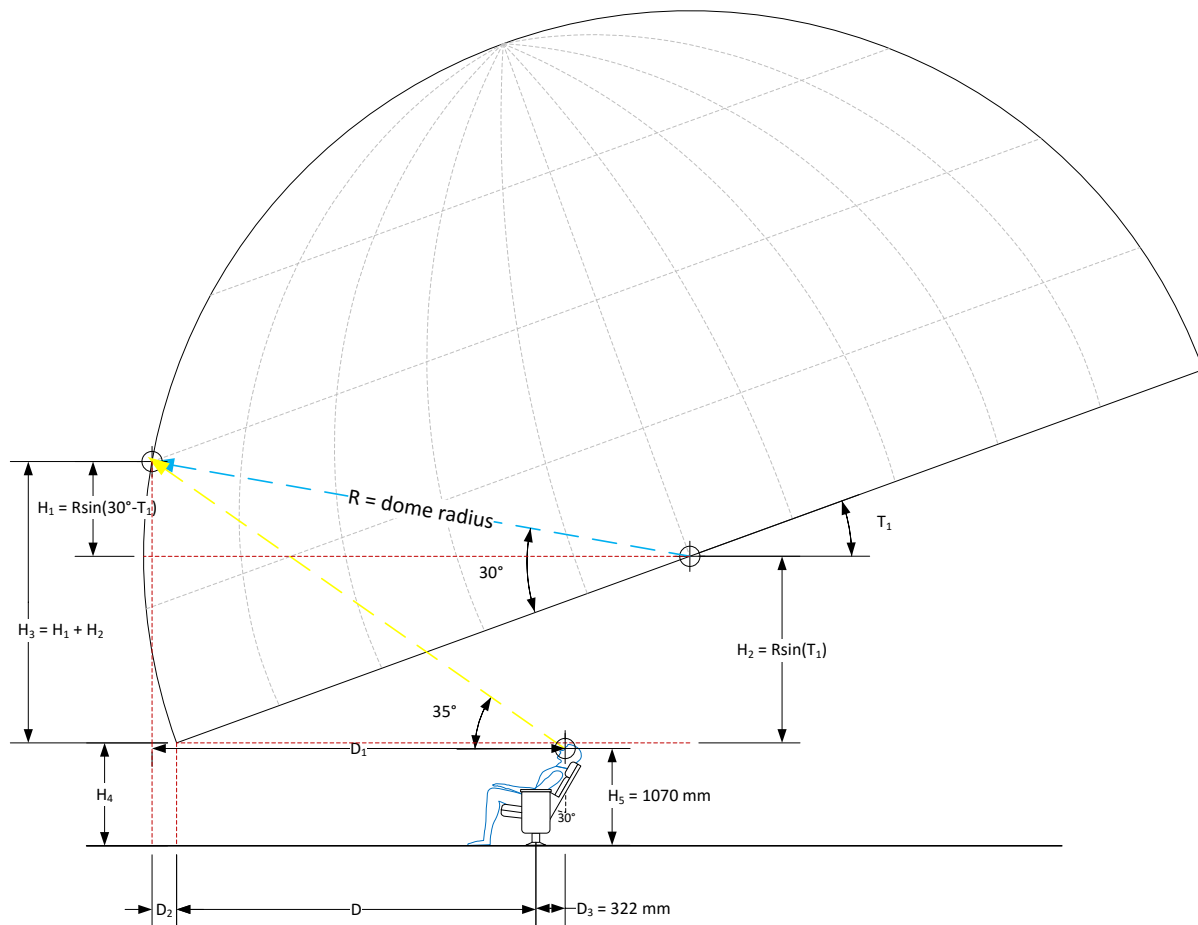 H₁ = Rsin(30°-T₁)
R = dome radius
T₁
30°
H₃ = H₁ + H₂
H₂ = Rsin(T₁)
35°
D₁
H₄
H₅ = 1070 mm
30°
D₂
D
D₃ = 322 mm